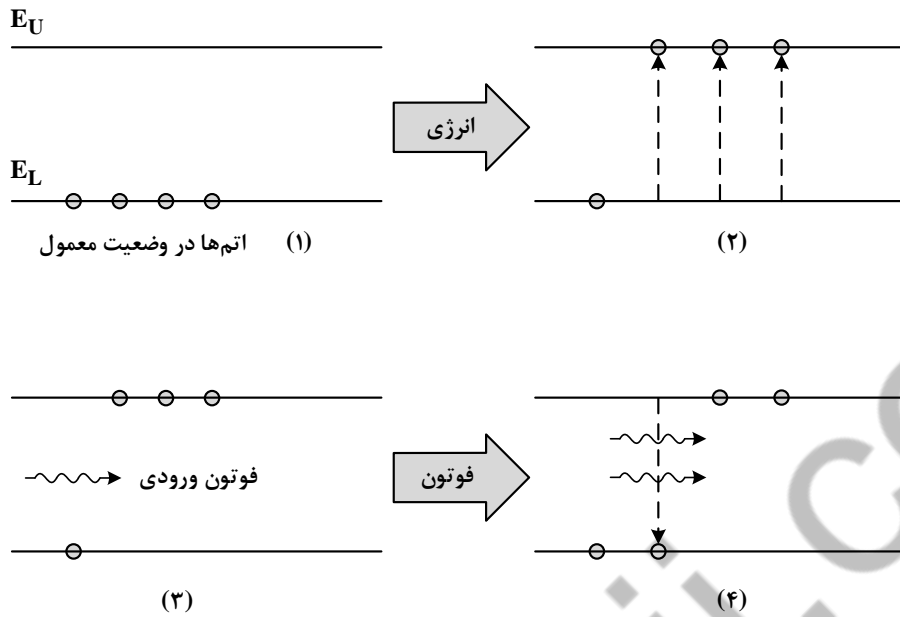 E_U
انرژی
E_L
(۱) اتم‌ها در وضعیت معمول
(۲)
فوتون ورودی
فوتون
(۳)
(۴)